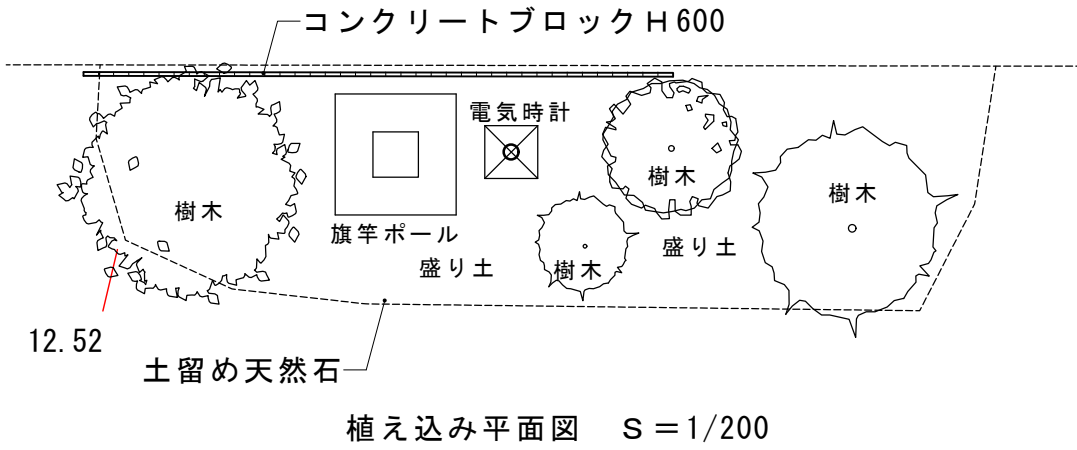 コンクリートブロックH600
電気時計
樹木
樹木
樹木
旗竿ポール
盛り土
盛り土
樹木
12.52
土留め天然石
植え込み平面図　S＝1/200